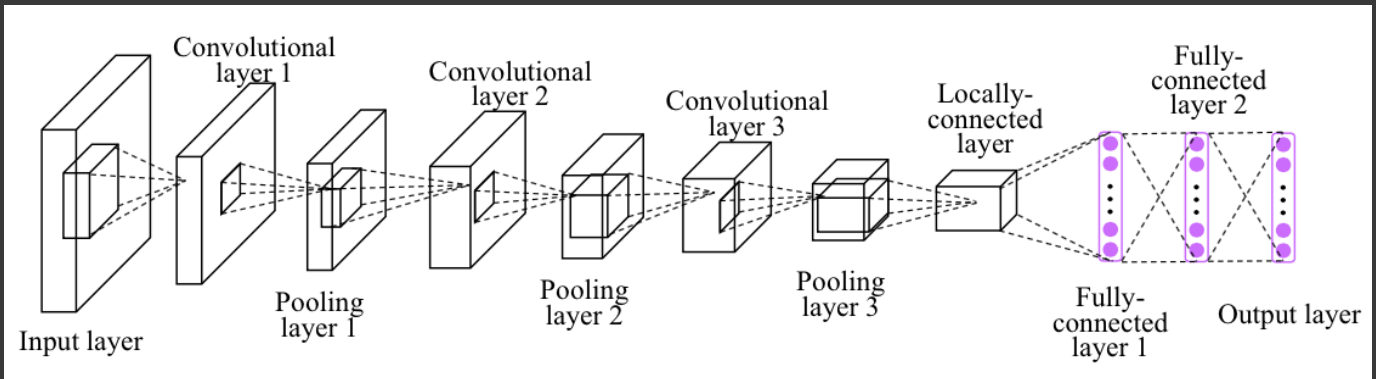 Convolutional
layer 1
Convolutional
layer 2
Convolutional
layer 3
Locally-
connected
layer
Fully-
connected
layer 2
Input layer
Pooling
layer 1
Pooling
layer 2
Pooling
layer 3
Fully-
connected
layer 1
Output layer